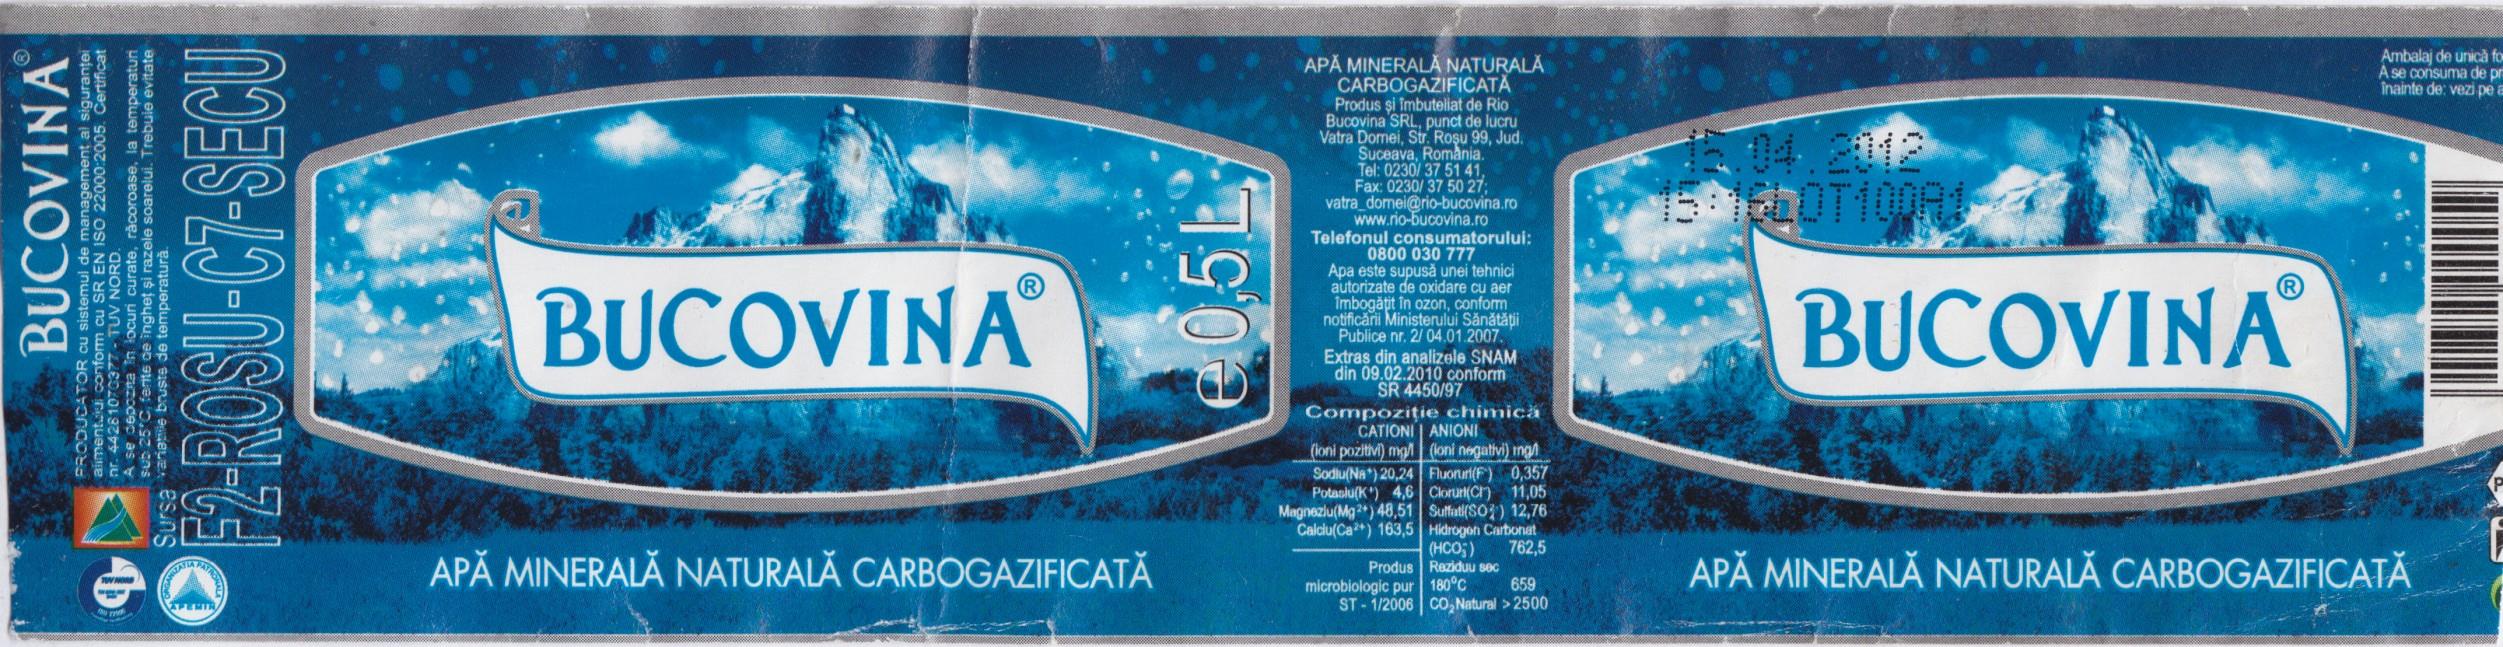 BUCOVINA®
PRODUCĂTOR cu sistemul de management al siguranței
alimentului conform cu SR EN ISO 22000:2005. Certificat
TUV NORD.
A se depozita în locuri curate, răcoroase, la temperaturi
sub 25°C, ferite de îngheț și razele soarelui. Trebuie evitate
variațiile bruște de temperatură.
Sursa
F2-ROSU-C7-SECU
TUV NORD
ORGANIZATIA PATRONALA
APEMIN
BUCOVINA®
e 0,5L
APĂ MINERALĂ NATURALĂ CARBOGAZIFICATĂ
APĂ MINERALĂ NATURALĂ
CARBOGAZIFICATĂ
Produs și îmbuteliat de Rio
Bucovina SRL, punct de lucru
Vatra Dornei, Str. Roșu 99, Jud.
Suceava, România.
Tel: 0230/ 37 51 41,
Fax: 0230/ 37 50 27;
vatra_dornei@rio-bucovina.ro
www.rio-bucovina.ro
Telefonul consumatorului:
0800 030 777
Apa este supusă unei tehnici
autorizate de oxidare cu aer
îmbogățit în ozon, conform
notificării Ministerului Sănătății
Publice nr. 2/ 04.01.2007.
Extras din analizele SNAM
din 09.02.2010 conform
SR 4450/97
Compoziție chimică
CATIONI ANIONI
(ioni pozitivi) mg/l (ioni negativi) mg/l
Sodiu(Na⁺) 20,24 Fluoruri(F⁻) 0,357
Potasiu(K⁺) 4,6 Cloruri(Cl⁻) 11,05
Magneziu(Mg²⁺) 48,51 Sulfați(SO₄²⁻) 12,76
Calciu(Ca²⁺) 163,5 Hidrogen Carbonat
(HCO₃⁻) 762,5
Produs Reziduu sec
microbiologic pur 180°C 659
ST - 1/2006 CO₂ Natural > 2500
15.04.2012
15:16LOT100A1
BUCOVINA®
APĂ MINERALĂ NATURALĂ CARBOGAZIFICATĂ
Ambalaj de unică fo
A se consuma de pr
înainte de: vezi pe a